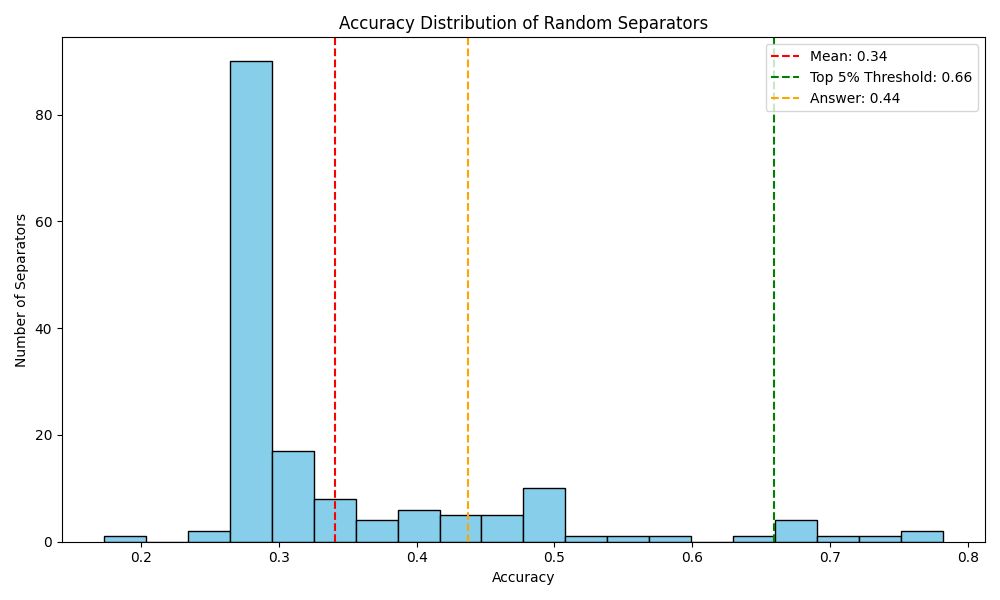 Accuracy Distribution of Random Separators
Mean: 0.34
Top 5% Threshold: 0.66
Answer: 0.44
Number of Separators
80
60
40
20
0
0.2
0.3
0.4
0.5
0.6
0.7
0.8
Accuracy